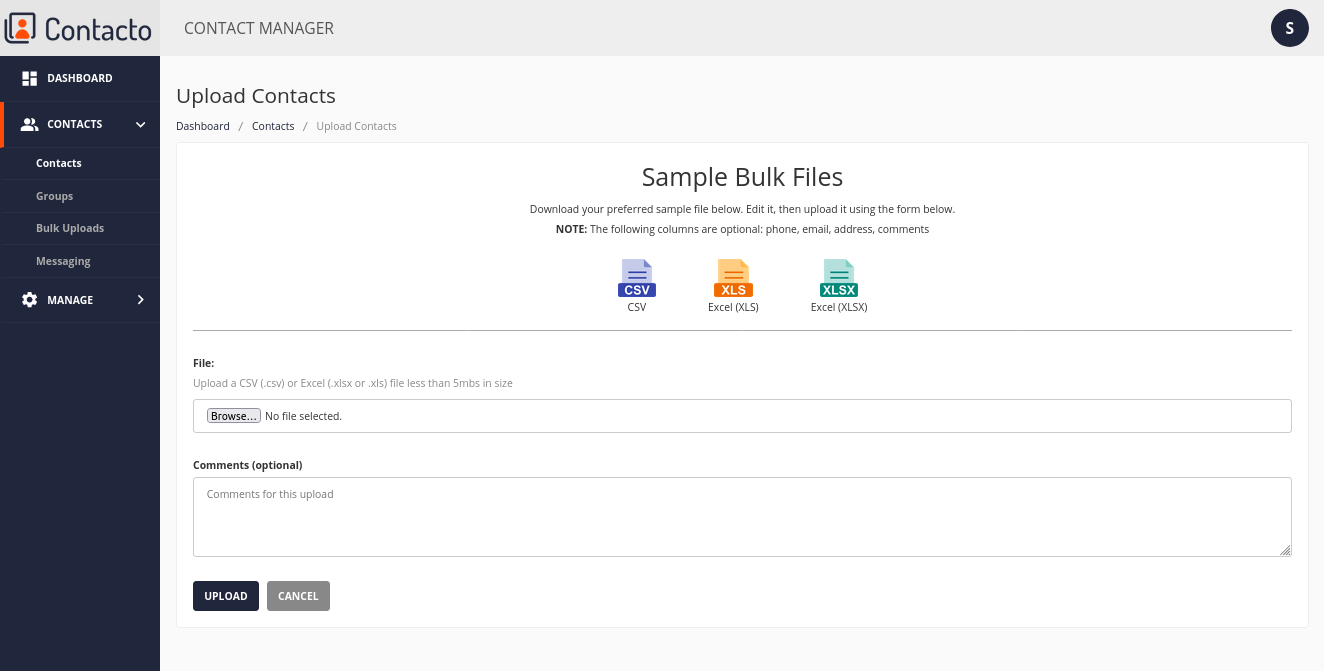 Contacto
CONTACT MANAGER
S
DASHBOARD
CONTACTS
Contacts
Groups
Bulk Uploads
Messaging
MANAGE
Upload Contacts
Dashboard / Contacts / Upload Contacts
Sample Bulk Files
Download your preferred sample file below. Edit it, then upload it using the form below.
NOTE: The following columns are optional: phone, email, address, comments
CSV XLS XLSX
CSV Excel (XLS) Excel (XLSX)
File:
Upload a CSV (.csv) or Excel (.xlsx or .xls) file less than 5mbs in size
Browse... No file selected.
Comments (optional)
Comments for this upload
UPLOAD CANCEL